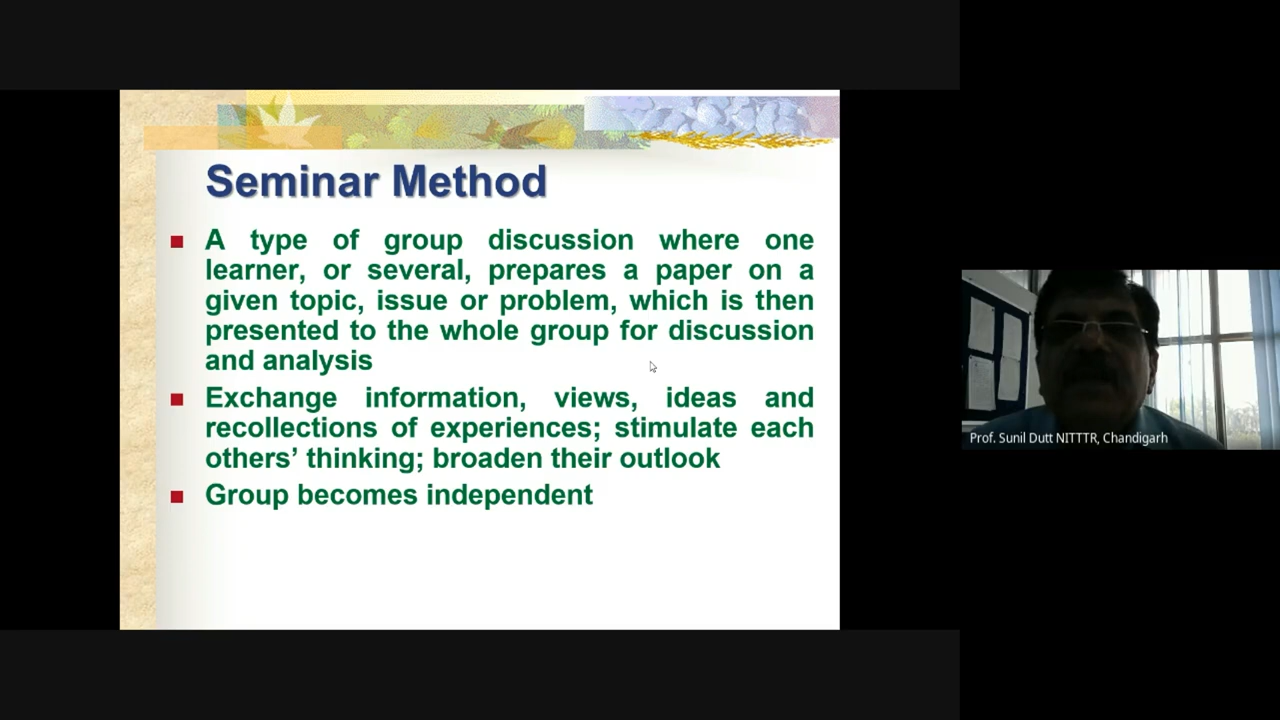 Seminar Method
A type of group discussion where one
learner, or several, prepares a paper on a
given topic, issue or problem, which is then
presented to the whole group for discussion
and analysis
Exchange information, views, ideas and
recollections of experiences; stimulate each
others’ thinking; broaden their outlook
Group becomes independent
Prof. Sunil Dutt NITTTR, Chandigarh